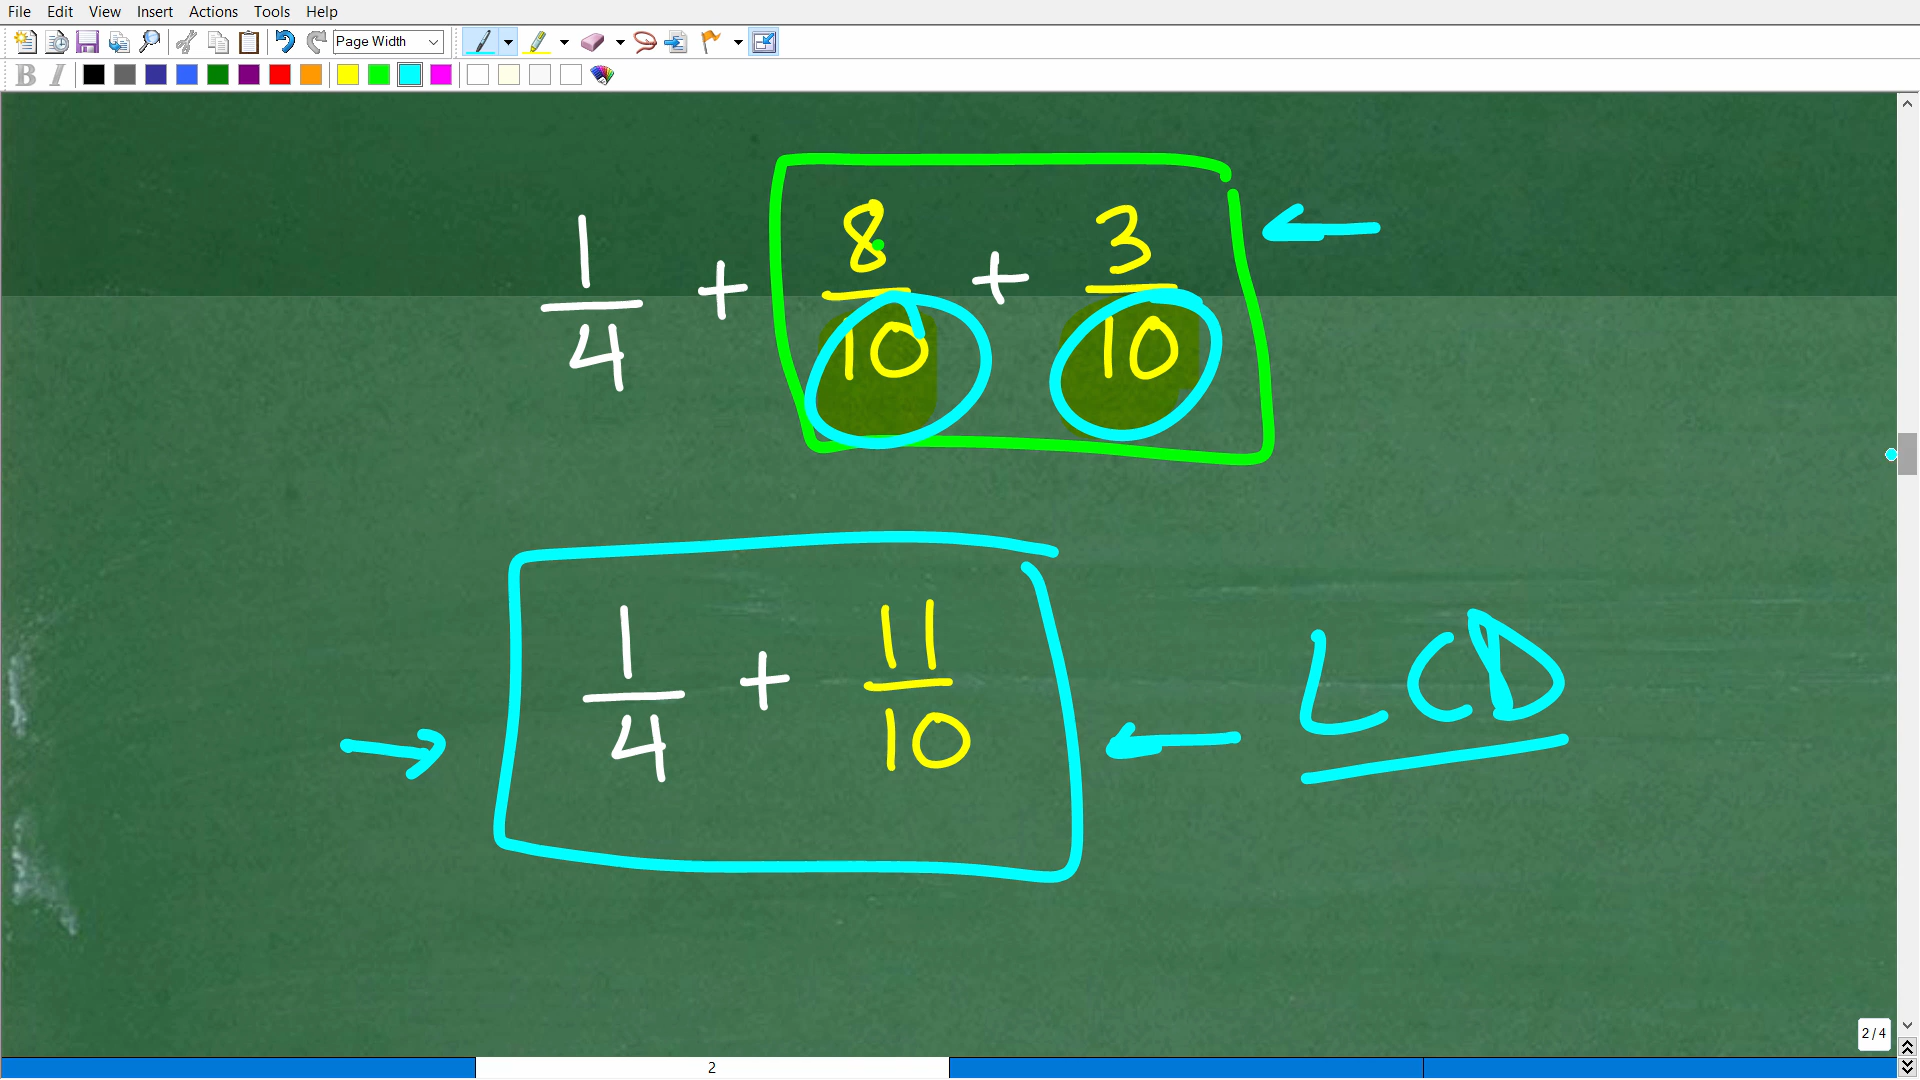 File Edit View Insert Actions Tools Help
Page Width
B I
1/4 + 8/10 + 3/10
1/4 + 11/10
LCD
2 / 4
2